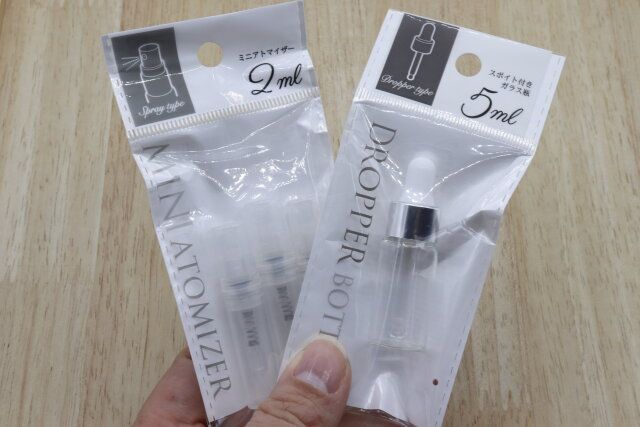 ミニアトマイザー
2ml
Spray type
MINI ATOMIZER
スポイト付き
ガラス瓶
5ml
Dropper type
DROPPER BOTT